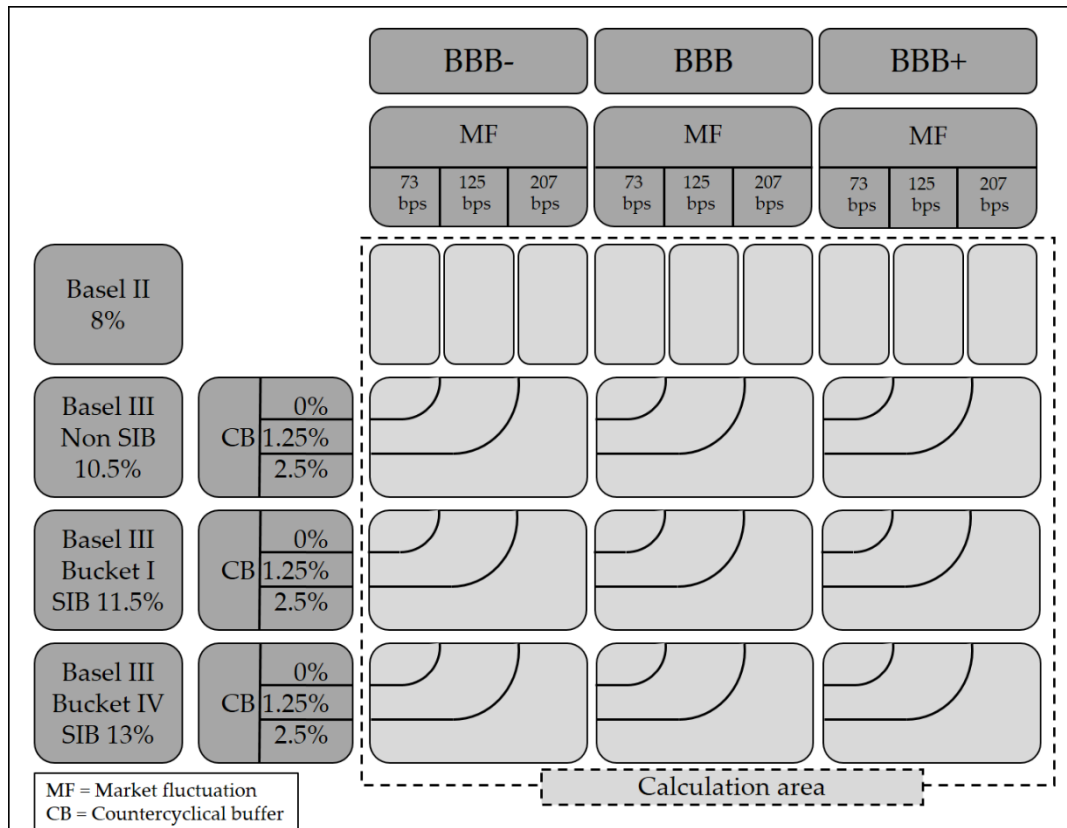 BBB-
BBB
BBB+
MF
MF
MF
73
bps
125
bps
207
bps
73
bps
125
bps
207
bps
73
bps
125
bps
207
bps
Basel II
8%
Basel III
Non SIB
10.5%
CB
0%
1.25%
2.5%
Basel III
Bucket I
SIB 11.5%
CB
0%
1.25%
2.5%
Basel III
Bucket IV
SIB 13%
CB
0%
1.25%
2.5%
MF = Market fluctuation
CB = Countercyclical buffer
Calculation area